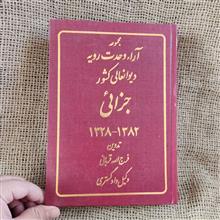 مجموعه
آراء وحدت رویه
دیوانعالی کشور
جزائی
۱۳۲۸-۱۳۸۲
تدوین
فرج‌الله قربانی
وکیل دادگستری